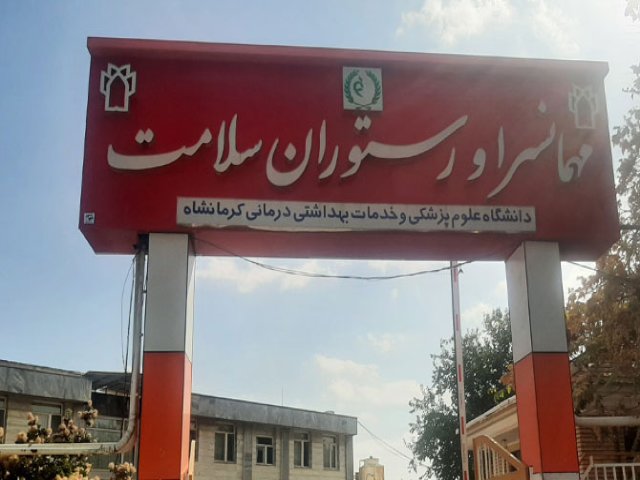 مهمانسرا و رستوران سلامت
دانشگاه علوم پزشکی و خدمات بهداشتی درمانی کرمانشاه